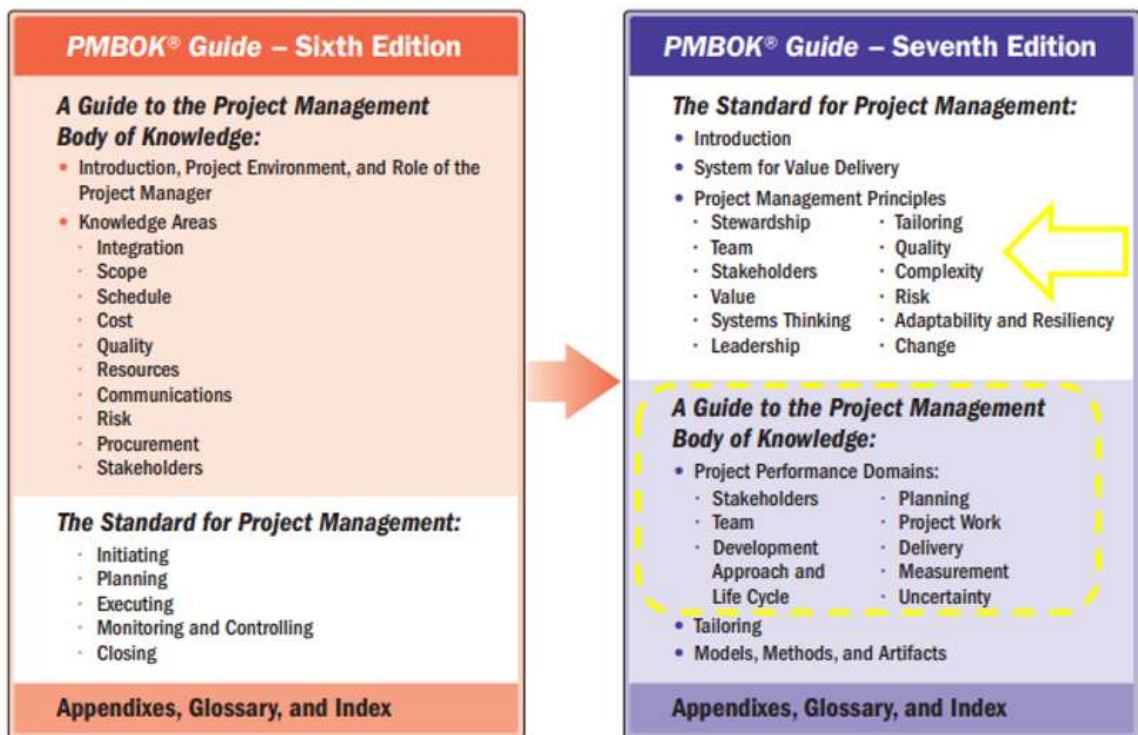 PMBOK® Guide – Sixth Edition
A Guide to the Project Management
Body of Knowledge:
• Introduction, Project Environment, and Role of the
Project Manager
• Knowledge Areas
· Integration
· Scope
· Schedule
· Cost
· Quality
· Resources
· Communications
· Risk
· Procurement
· Stakeholders
The Standard for Project Management:
· Initiating
· Planning
· Executing
· Monitoring and Controlling
· Closing
Appendixes, Glossary, and Index
PMBOK® Guide – Seventh Edition
The Standard for Project Management:
• Introduction
• System for Value Delivery
• Project Management Principles
· Stewardship
· Team
· Stakeholders
· Value
· Systems Thinking
· Leadership
· Tailoring
· Quality
· Complexity
· Risk
· Adaptability and Resiliency
· Change
A Guide to the Project Management
Body of Knowledge:
• Project Performance Domains:
· Stakeholders
· Team
· Development
Approach and
Life Cycle
· Planning
· Project Work
· Delivery
· Measurement
· Uncertainty
• Tailoring
• Models, Methods, and Artifacts
Appendixes, Glossary, and Index